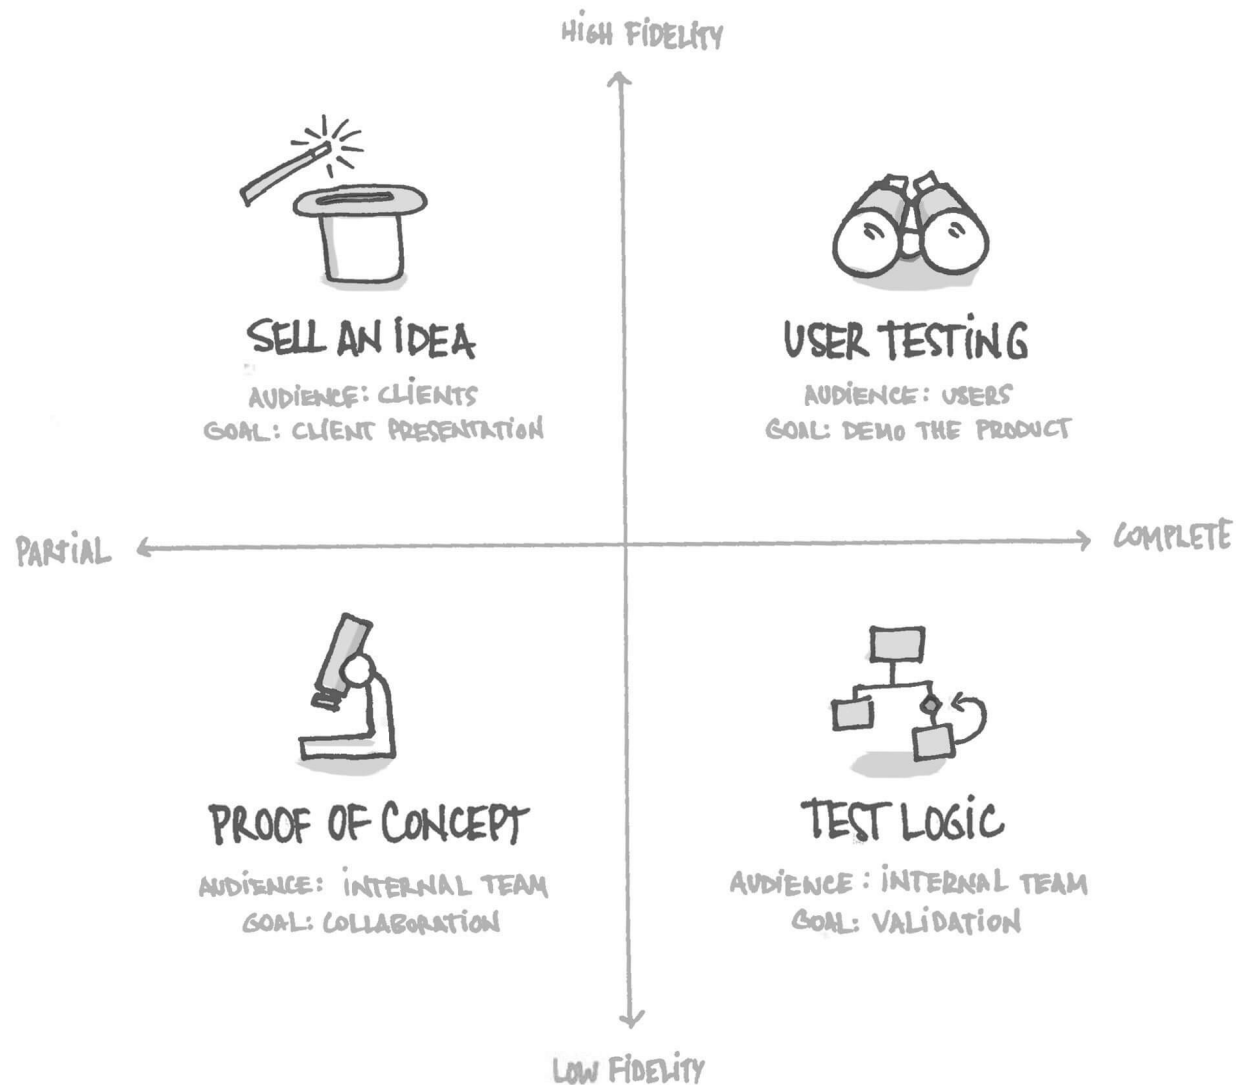 HiGH FiDELiTY
SELL AN iDEA
AUDiENCE: CLiENTS
GOAL: CLiENT PRESENTATiON
USER TESTiNG
AUDiENCE: USERS
GOAL: DEMO THE PRODUCT
PARTiAL
COMPLETE
PROOF OF CONCEPT
AUDiENCE: iNTERNAL TEAM
GOAL: COLLABORATiON
TEST LOGiC
AUDiENCE: iNTERNAL TEAM
GOAL: VALiDATiON
LOW FiDELiTY